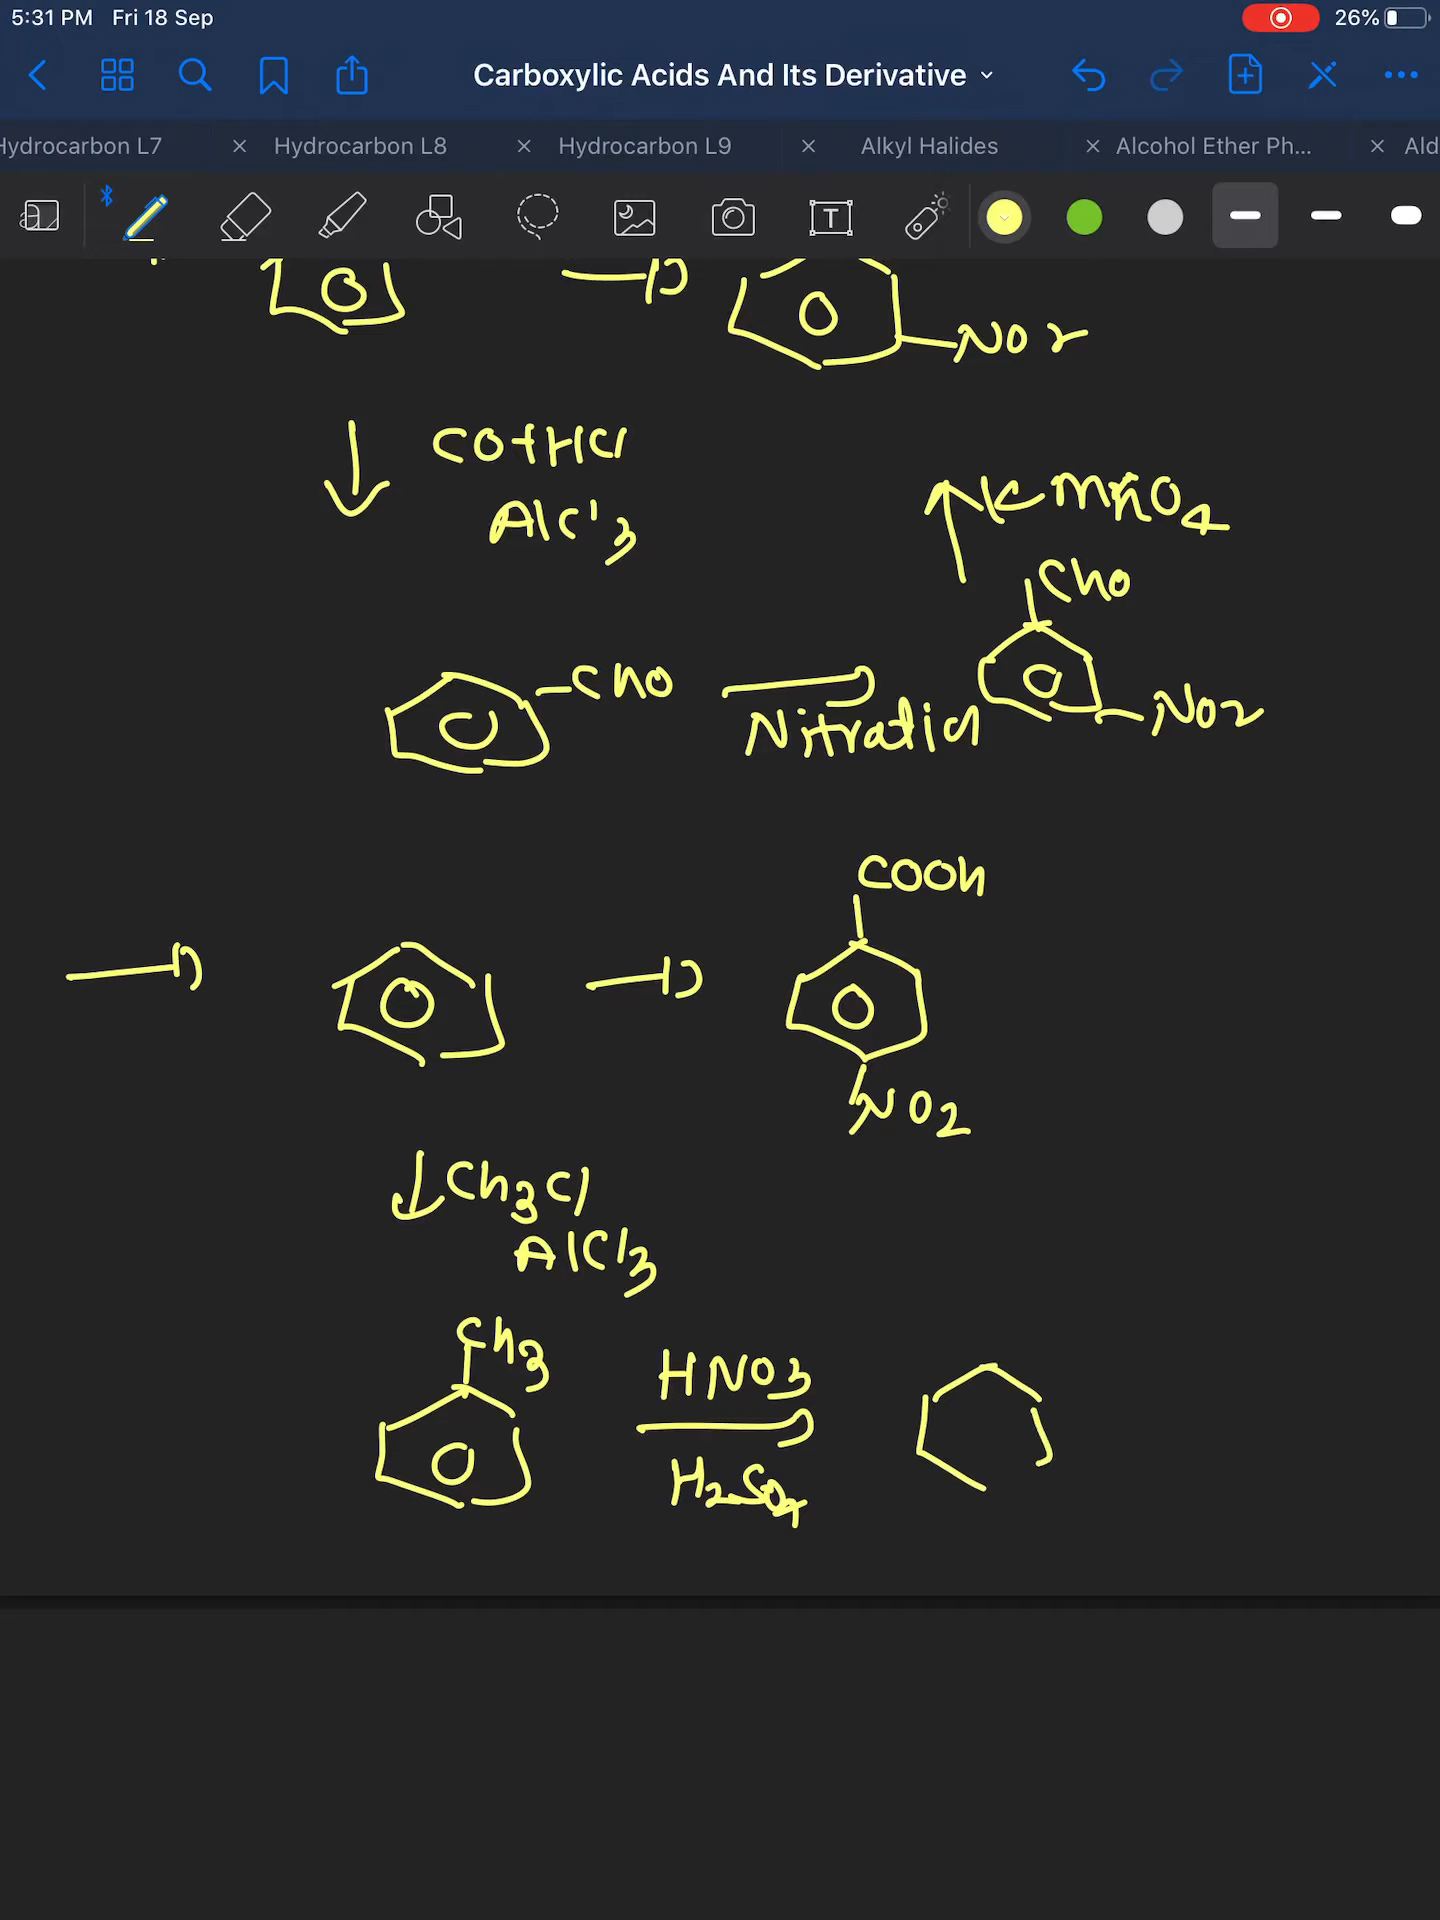 5:31 PM Fri 18 Sep 26%
Carboxylic Acids And Its Derivative
Hydrocarbon L7 × Hydrocarbon L8 × Hydrocarbon L9 × Alkyl Halides × Alcohol Ether Ph... × Ald
NO2
CO+HCl
AlCl3
KMnO4
CHO
CHO
Nitration
NO2
COOH
NO2
CH3Cl
AlCl3
CH3
HNO3
H2SO4